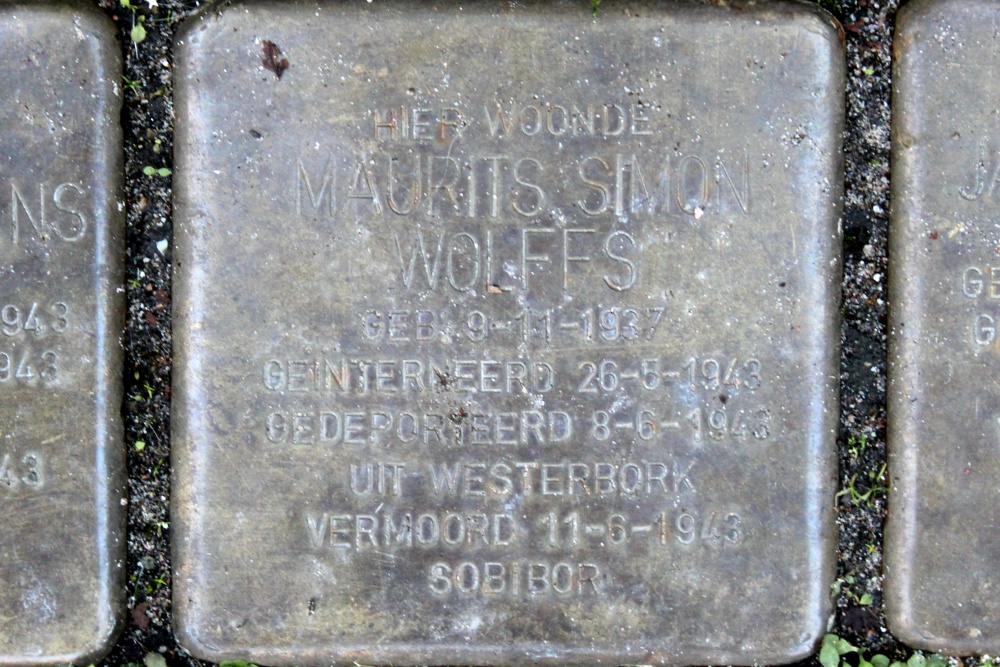 HIER WOONDE
MAURITS SIMON
WOLFFS
GEB. 9-11-1937
GEINTERNEERD 26-5-1943
GEDEPORTEERD 8-6-1943
UIT WESTERBORK
VERMOORD 11-6-1943
SOBIBOR